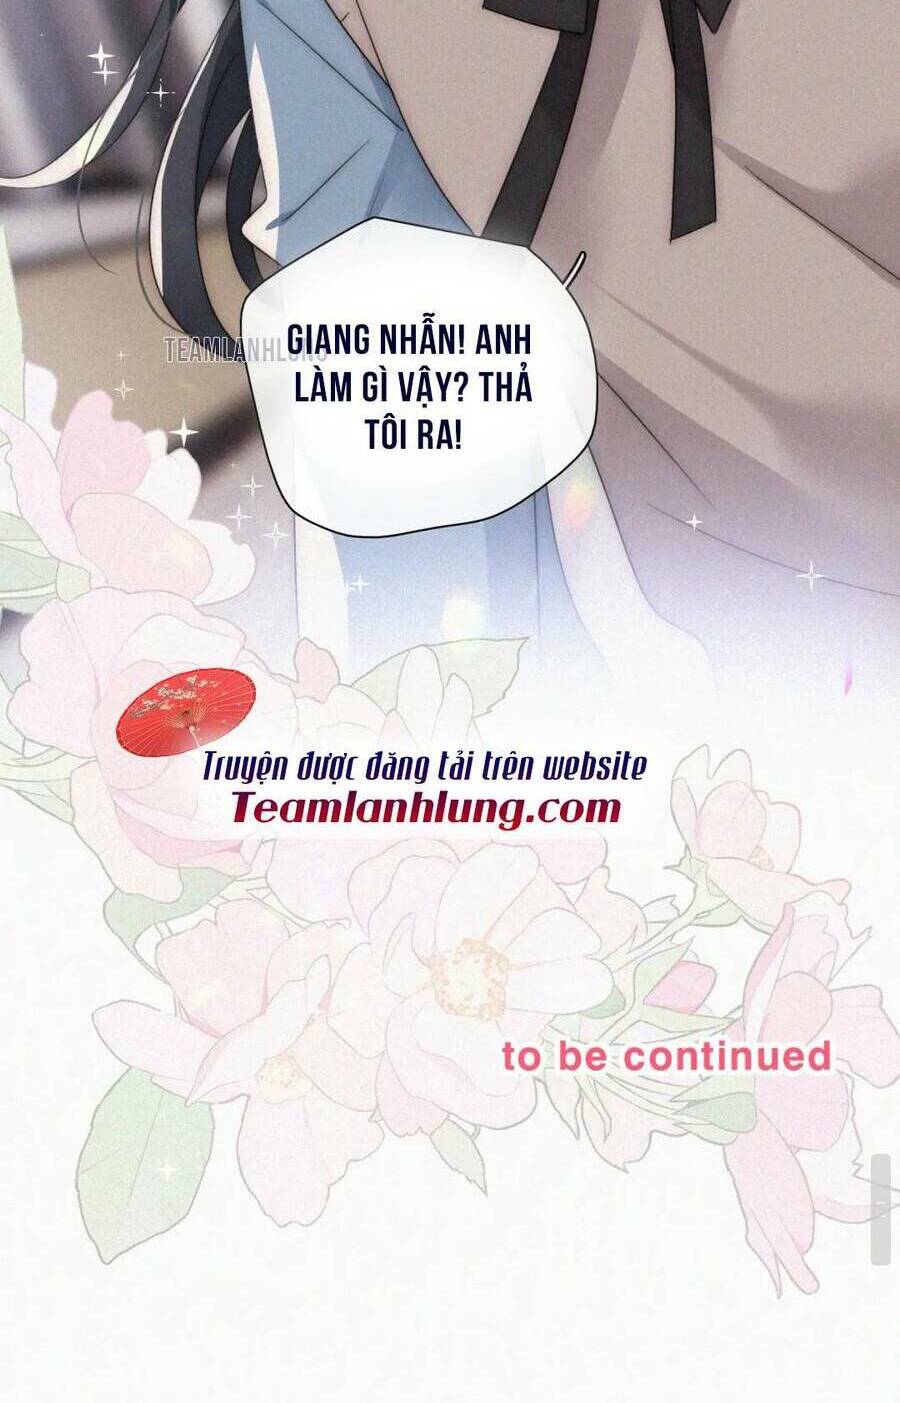 TEAMLANHLUNG
GIANG NHẪN! ANH
LÀM GÌ VẬY? THẢ
TÔI RA!
Truyện được đăng tải trên website
Teamlanhlung.com
to be continued